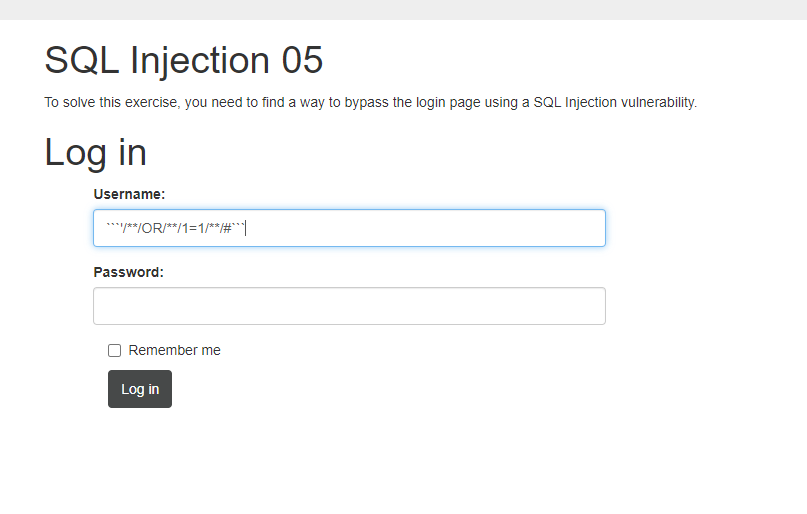 SQL Injection 05
To solve this exercise, you need to find a way to bypass the login page using a SQL Injection vulnerability.
Log in
Username:
```'/**/OR/**/1=1/**/#```
Password:
Remember me
Log in